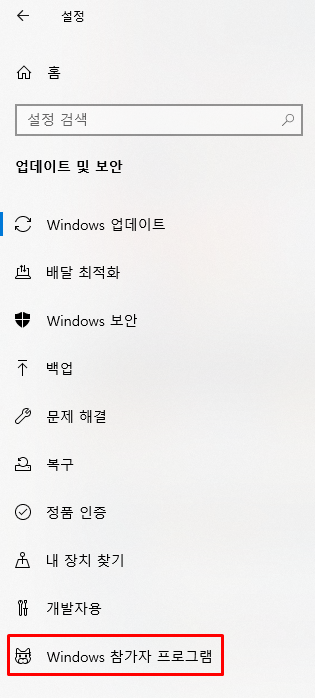 설정
홈
설정 검색
업데이트 및 보안
Windows 업데이트
배달 최적화
Windows 보안
백업
문제 해결
복구
정품 인증
내 장치 찾기
개발자용
Windows 참가자 프로그램